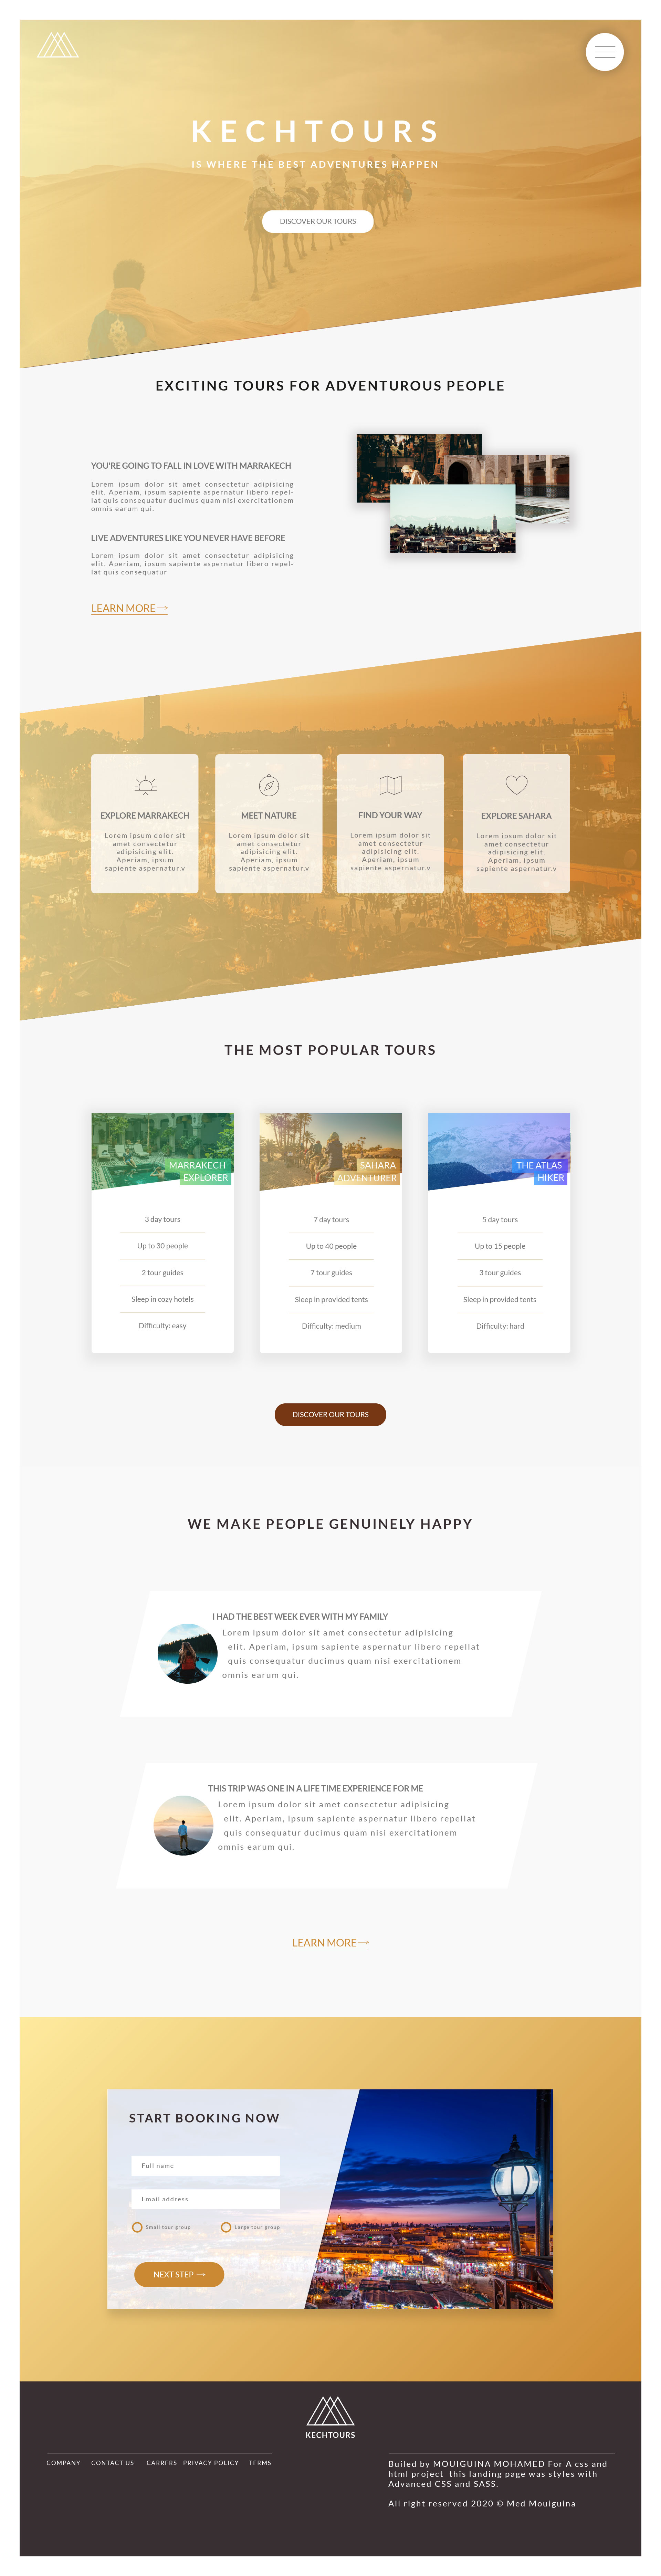 KECHTOURS
IS WHERE THE BEST ADVENTURES HAPPEN
DISCOVER OUR TOURS
EXCITING TOURS FOR ADVENTUROUS PEOPLE
YOU'RE GOING TO FALL IN LOVE WITH MARRAKECH
Lorem ipsum dolor sit amet consectetur adipisicing
elit. Aperiam, ipsum sapiente aspernatur libero repel-
lat quis consequatur ducimus quam nisi exercitationem
omnis earum qui.
LIVE ADVENTURES LIKE YOU NEVER HAVE BEFORE
Lorem ipsum dolor sit amet consectetur adipisicing
elit. Aperiam, ipsum sapiente aspernatur libero repel-
lat quis consequatur
LEARN MORE→
EXPLORE MARRAKECH
Lorem ipsum dolor sit
amet consectetur
adipisicing elit.
Aperiam, ipsum
sapiente aspernatur.v
MEET NATURE
Lorem ipsum dolor sit
amet consectetur
adipisicing elit.
Aperiam, ipsum
sapiente aspernatur.v
FIND YOUR WAY
Lorem ipsum dolor sit
amet consectetur
adipisicing elit.
Aperiam, ipsum
sapiente aspernatur.v
EXPLORE SAHARA
Lorem ipsum dolor sit
amet consectetur
adipisicing elit.
Aperiam, ipsum
sapiente aspernatur.v
THE MOST POPULAR TOURS
MARRAKECH
EXPLORER
3 day tours
Up to 30 people
2 tour guides
Sleep in cozy hotels
Difficulty: easy
SAHARA
ADVENTURER
7 day tours
Up to 40 people
7 tour guides
Sleep in provided tents
Difficulty: medium
THE ATLAS
HIKER
5 day tours
Up to 15 people
3 tour guides
Sleep in provided tents
Difficulty: hard
DISCOVER OUR TOURS
WE MAKE PEOPLE GENUINELY HAPPY
I HAD THE BEST WEEK EVER WITH MY FAMILY
Lorem ipsum dolor sit amet consectetur adipisicing
elit. Aperiam, ipsum sapiente aspernatur libero repellat
quis consequatur ducimus quam nisi exercitationem
omnis earum qui.
THIS TRIP WAS ONE IN A LIFE TIME EXPERIENCE FOR ME
Lorem ipsum dolor sit amet consectetur adipisicing
elit. Aperiam, ipsum sapiente aspernatur libero repellat
quis consequatur ducimus quam nisi exercitationem
omnis earum qui.
LEARN MORE→
START BOOKING NOW
Full name
Email address
Small tour group
Large tour group
NEXT STEP →
KECHTOURS
COMPANY CONTACT US CARRERS PRIVACY POLICY TERMS
Builed by MOUIGUINA MOHAMED For A css and
html project this landing page was styles with
Advanced CSS and SASS.
All right reserved 2020 © Med Mouiguina